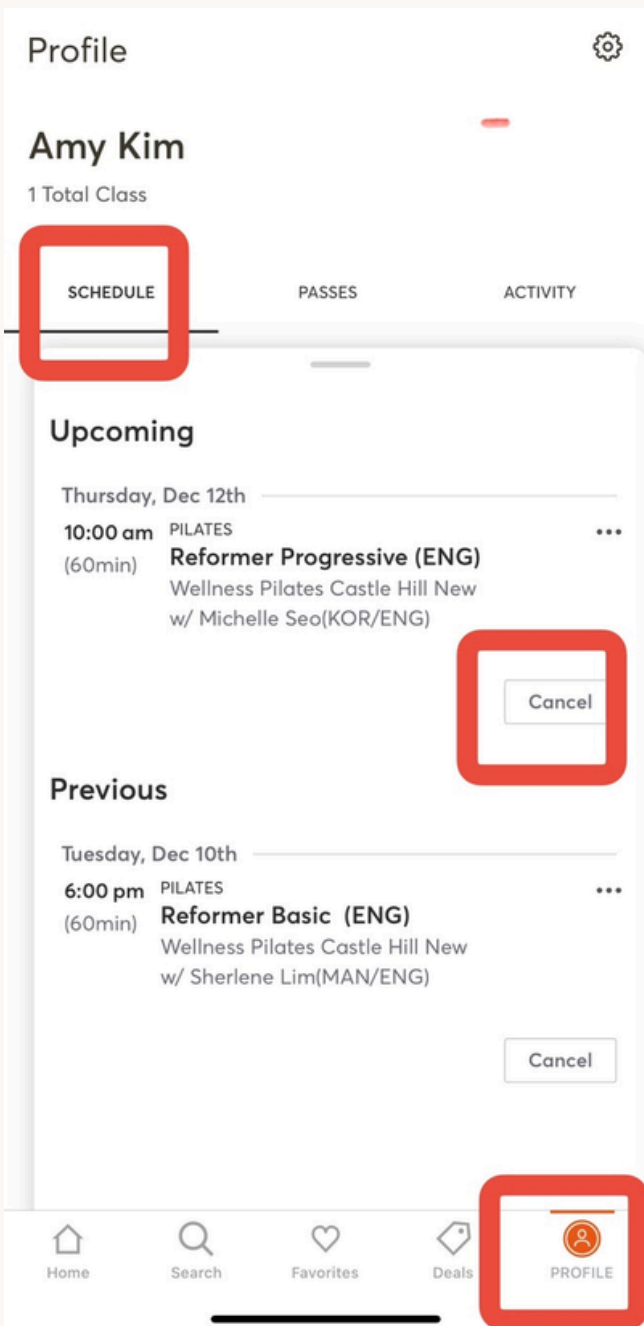 Profile
Amy Kim
1 Total Class
SCHEDULE PASSES ACTIVITY
Upcoming
Thursday, Dec 12th
10:00 am PILATES
(60min) Reformer Progressive (ENG)
Wellness Pilates Castle Hill New
w/ Michelle Seo(KOR/ENG)
Cancel
Previous
Tuesday, Dec 10th
6:00 pm PILATES
(60min) Reformer Basic (ENG)
Wellness Pilates Castle Hill New
w/ Sherlene Lim(MAN/ENG)
Cancel
Home Search Favorites Deals PROFILE